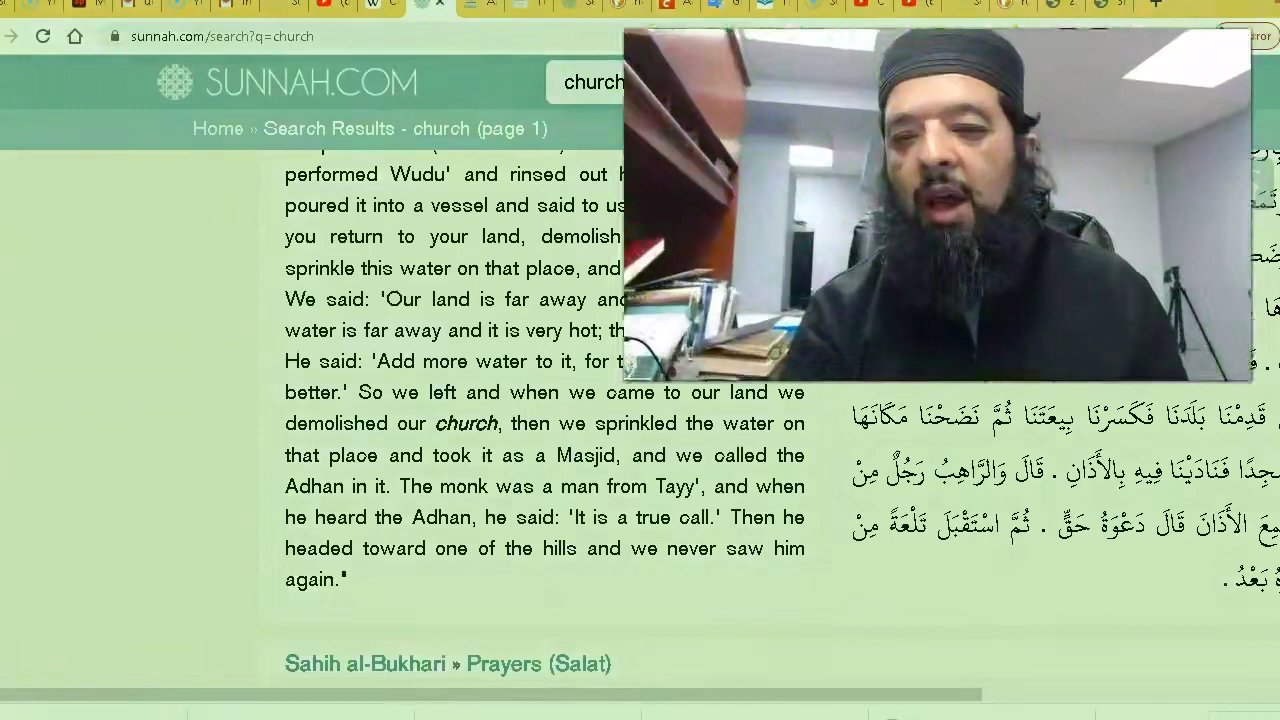 sunnah.com/search?q=church
SUNNAH.COM
church
Home » Search Results - church (page 1)
performed Wudu' and rinsed out
poured it into a vessel and said to us
you return to your land, demolish
sprinkle this water on that place, and
We said: 'Our land is far away and
water is far away and it is very hot;
He said: 'Add more water to it, for
better.' So we left and when we came to our land we
demolished our church, then we sprinkled the water on
that place and took it as a Masjid, and we called the
Adhan in it. The monk was a man from Tayy', and when
he heard the Adhan, he said: 'It is a true call.' Then he
headed toward one of the hills and we never saw him
again."
قَدِمْنَا بَلَدَنَا فَكَسَرْنَا بِيعَتَنَا ثُمَّ نَضَحْنَا مَكَانَهَا
فَنَادَيْنَا فِيهِ بِالأَذَانِ . قَالَ وَالرَّاهِبُ رَجُلٌ مِنْ
الأَذَانَ قَالَ دَعْوَةُ حَقٍّ . ثُمَّ اسْتَقْبَلَ تَلْعَةً مِنْ
بَعْدُ .
Sahih al-Bukhari » Prayers (Salat)